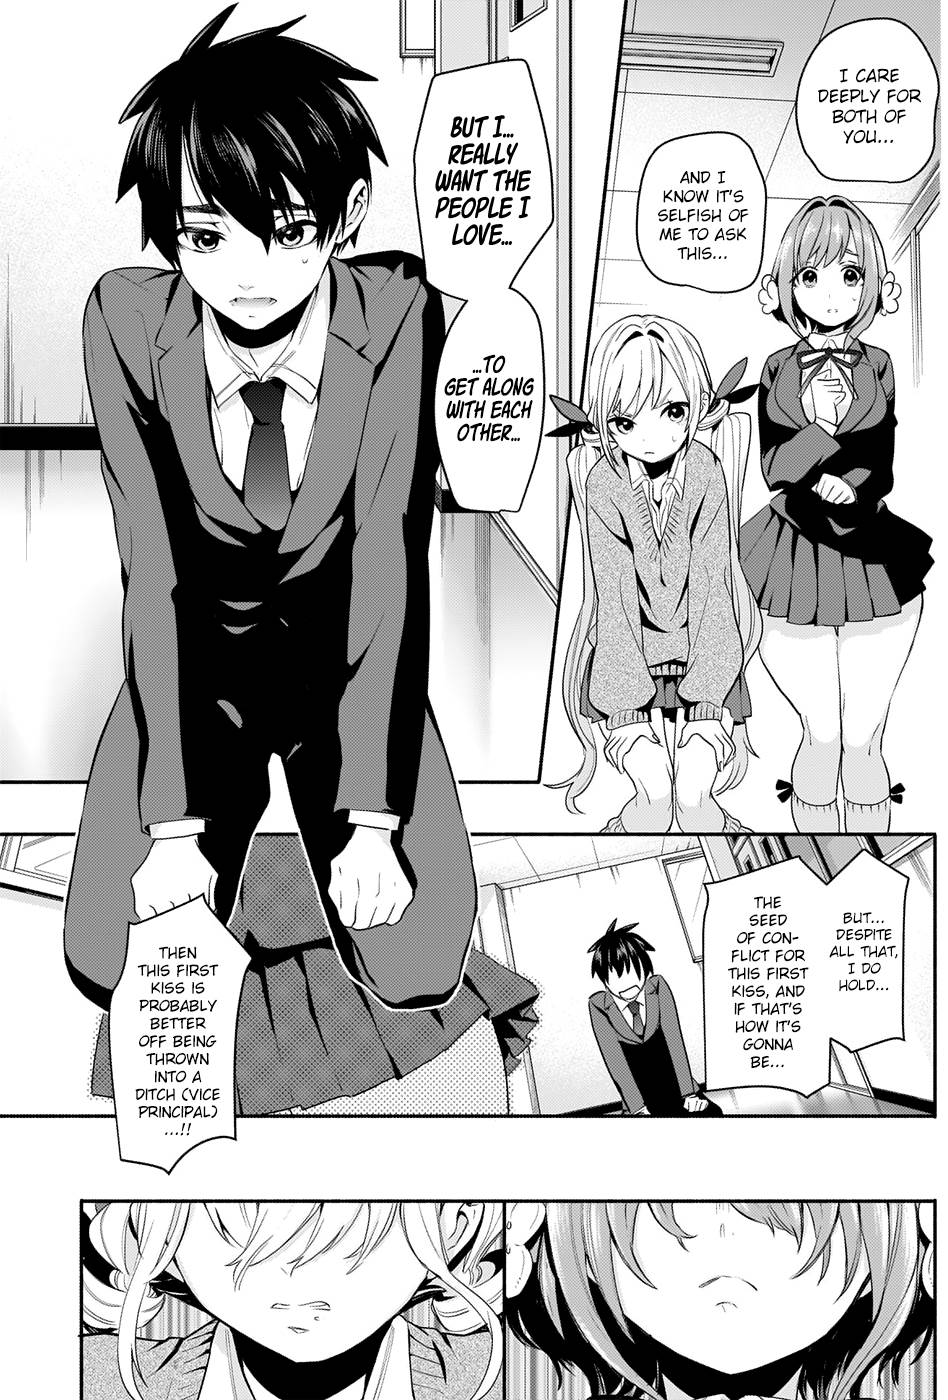 I CARE
DEEPLY FOR
BOTH OF
YOU...
AND I
KNOW IT'S
SELFISH OF
ME TO ASK
THIS...
BUT I...
REALLY
WANT THE
PEOPLE I
LOVE...
...TO
GET ALONG
WITH EACH
OTHER...
BUT...
DESPITE
ALL THAT,
I DO
HOLD...
THE
SEED
OF CON-
FLICT FOR
THIS FIRST
KISS, AND
IF THAT'S
HOW IT'S
GONNA
BE...
THEN
THIS FIRST
KISS IS
PROBABLY
BETTER
OFF BEING
THROWN
INTO A
DITCH (VICE
PRINCIPAL)
...!!